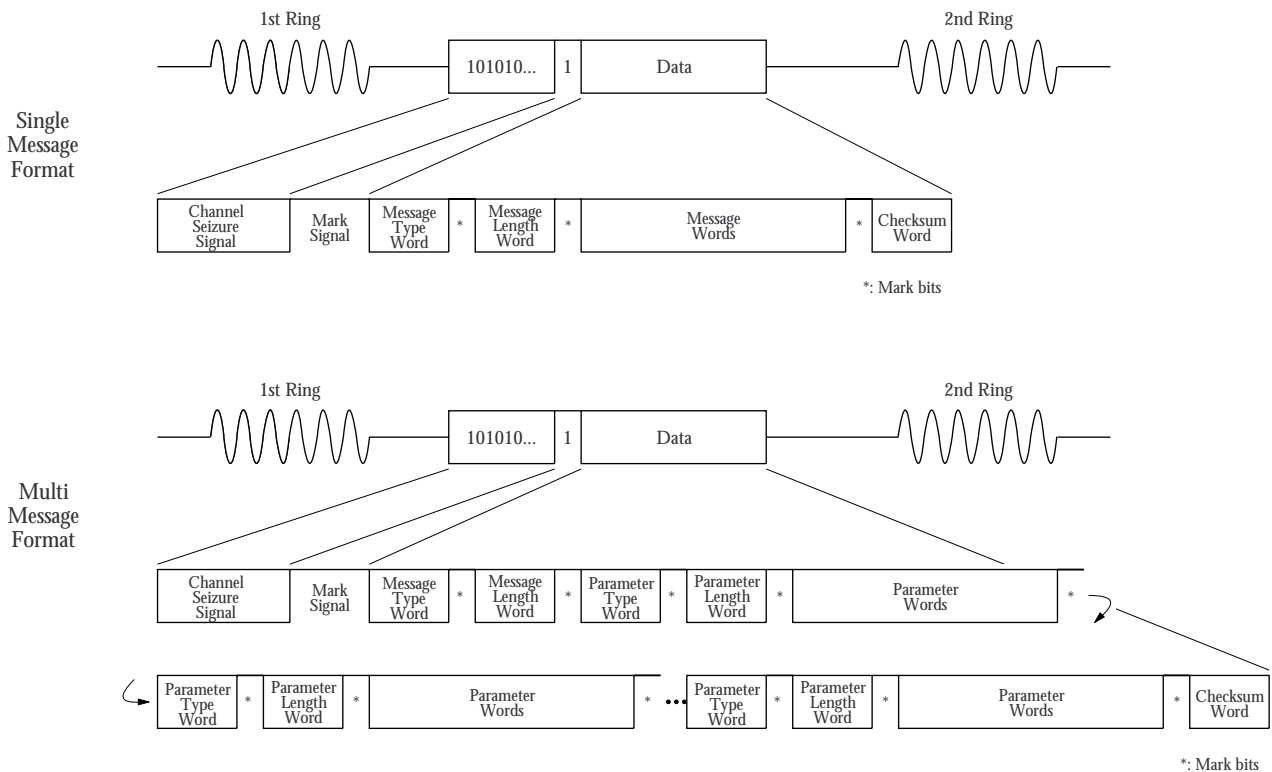 1st Ring
2nd Ring
101010...
1
Data
Single
Message
Format
Channel
Seizure
Signal
Mark
Signal
Message
Type
Word
*
Message
Length
Word
*
Message
Words
*
Checksum
Word
*: Mark bits
1st Ring
2nd Ring
101010...
1
Data
Multi
Message
Format
Channel
Seizure
Signal
Mark
Signal
Message
Type
Word
*
Message
Length
Word
*
Parameter
Type
Word
*
Parameter
Length
Word
*
Parameter
Words
*
Parameter
Type
Word
*
Parameter
Length
Word
*
Parameter
Words
*
•••
Parameter
Type
Word
*
Parameter
Length
Word
*
Parameter
Words
*
Checksum
Word
*: Mark bits